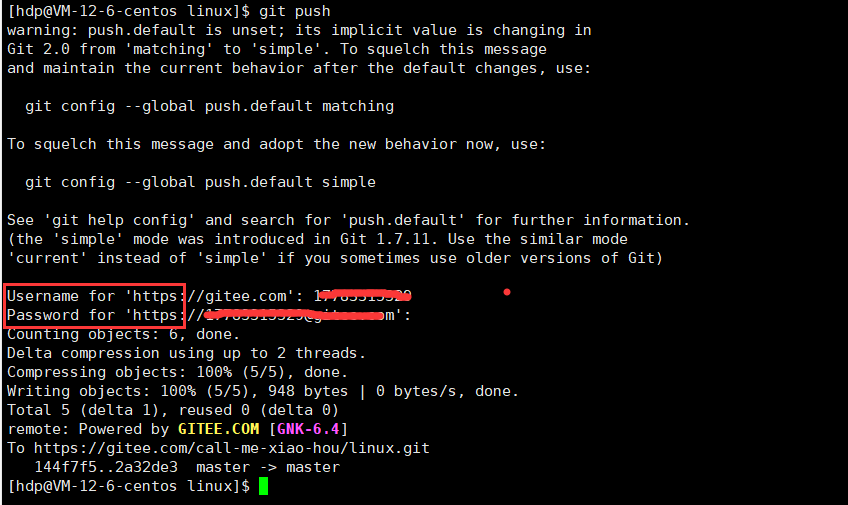 [hdp@VM-12-6-centos linux]$ git push
warning: push.default is unset; its implicit value is changing in
Git 2.0 from 'matching' to 'simple'. To squelch this message
and maintain the current behavior after the default changes, use:
git config --global push.default matching
To squelch this message and adopt the new behavior now, use:
git config --global push.default simple
See 'git help config' and search for 'push.default' for further information.
(the 'simple' mode was introduced in Git 1.7.11. Use the similar mode
'current' instead of 'simple' if you sometimes use older versions of Git)
Username for 'https://gitee.com':
Password for 'https://
Counting objects: 6, done.
Delta compression using up to 2 threads.
Compressing objects: 100% (5/5), done.
Writing objects: 100% (5/5), 948 bytes | 0 bytes/s, done.
Total 5 (delta 1), reused 0 (delta 0)
remote: Powered by GITEE.COM [GNK-6.4]
To https://gitee.com/call-me-xiao-hou/linux.git
144f7f5..2a32de3 master -> master
[hdp@VM-12-6-centos linux]$